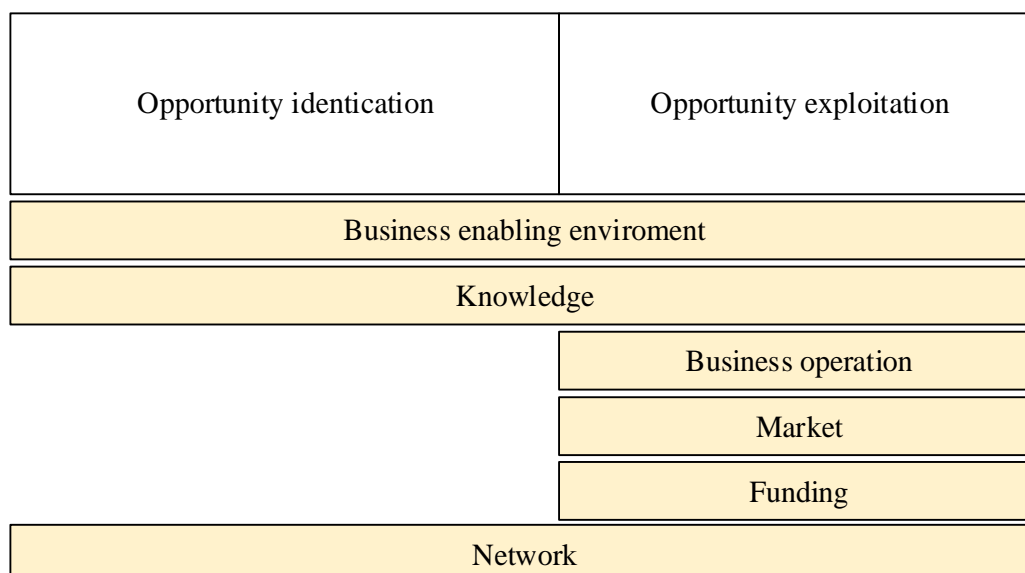 Opportunity identication
Opportunity exploitation
Business enabling enviroment
Knowledge
Business operation
Market
Funding
Network